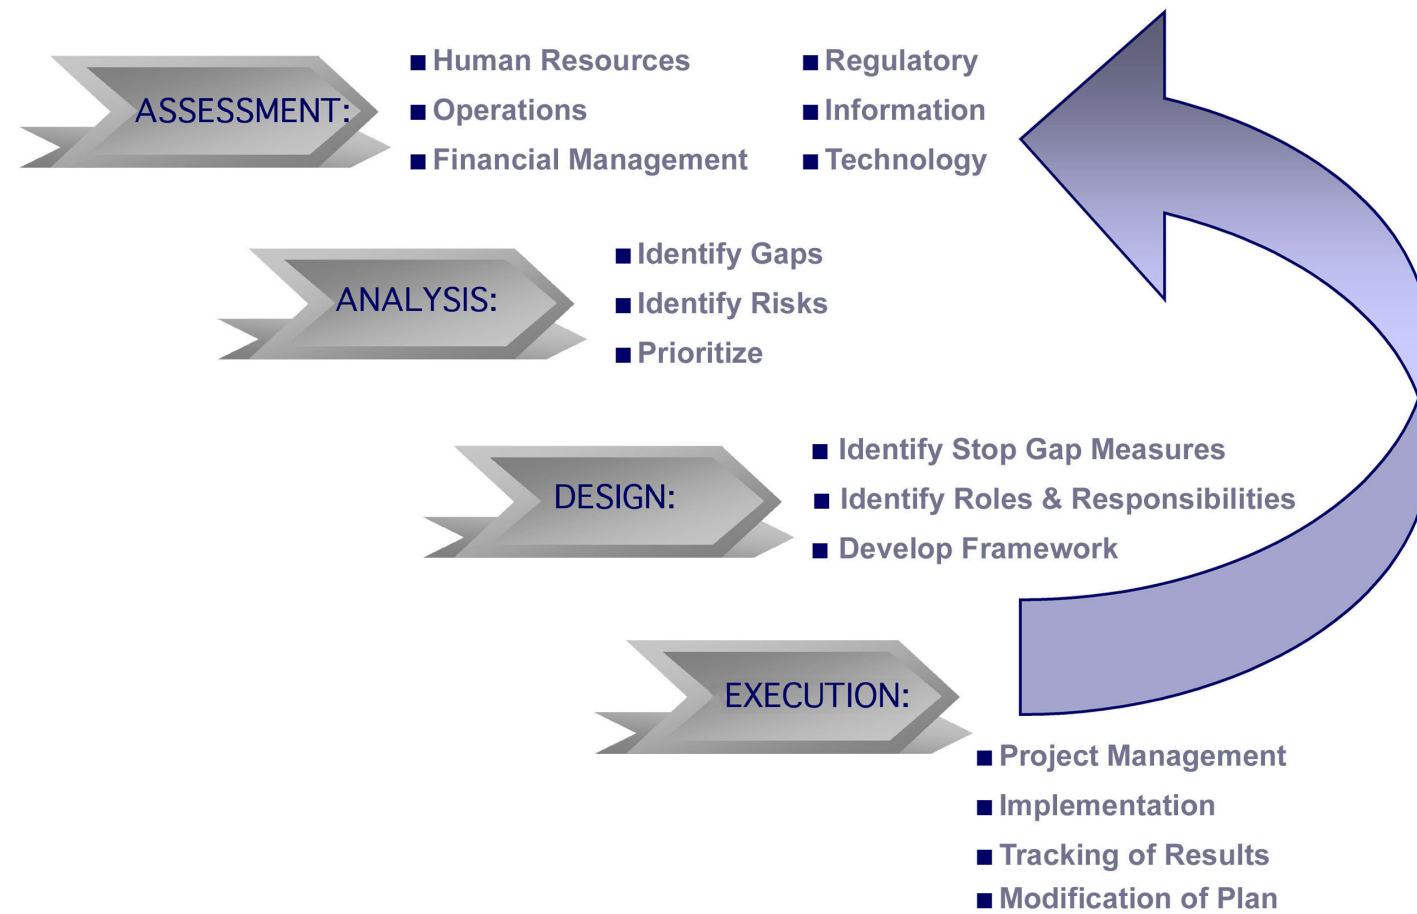 ASSESSMENT:
■ Human Resources
■ Operations
■ Financial Management
■ Regulatory
■ Information
■ Technology
ANALYSIS:
■ Identify Gaps
■ Identify Risks
■ Prioritize
DESIGN:
■ Identify Stop Gap Measures
■ Identify Roles & Responsibilities
■ Develop Framework
EXECUTION:
■ Project Management
■ Implementation
■ Tracking of Results
■ Modification of Plan